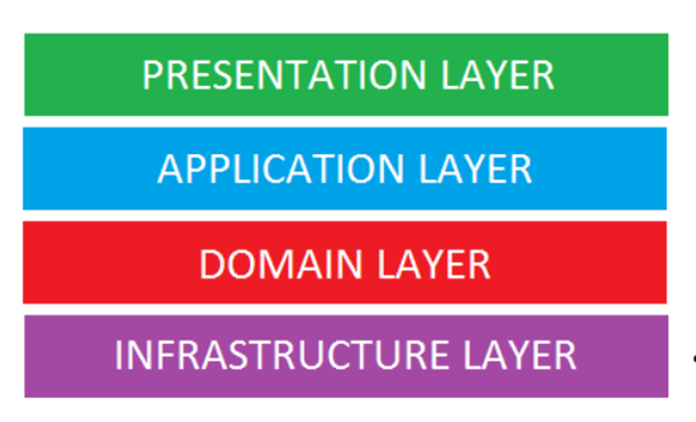 PRESENTATION LAYER
APPLICATION LAYER
DOMAIN LAYER
INFRASTRUCTURE LAYER